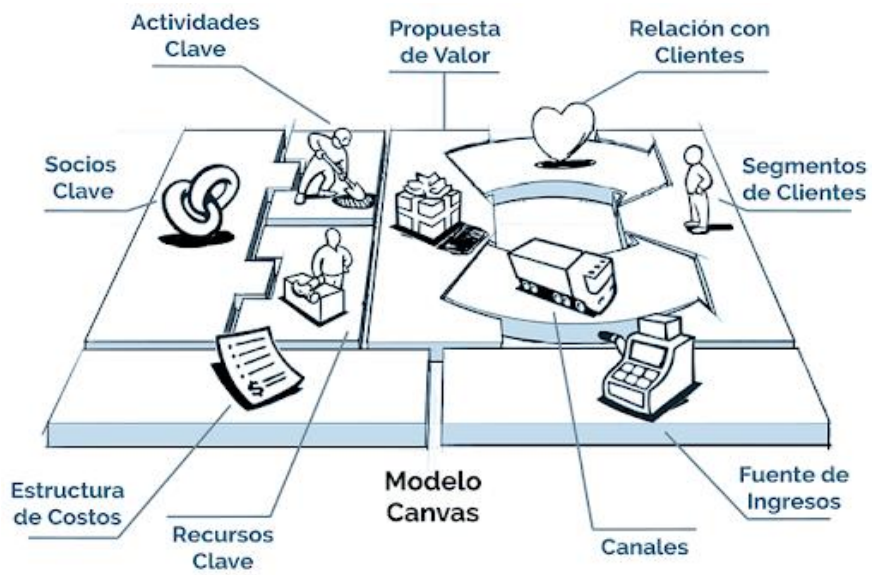 Actividades
Clave
Propuesta
de Valor
Relación con
Clientes
Socios
Clave
Segmentos
de Clientes
$
Estructura
de Costos
Recursos
Clave
Modelo
Canvas
Canales
Fuente de
Ingresos